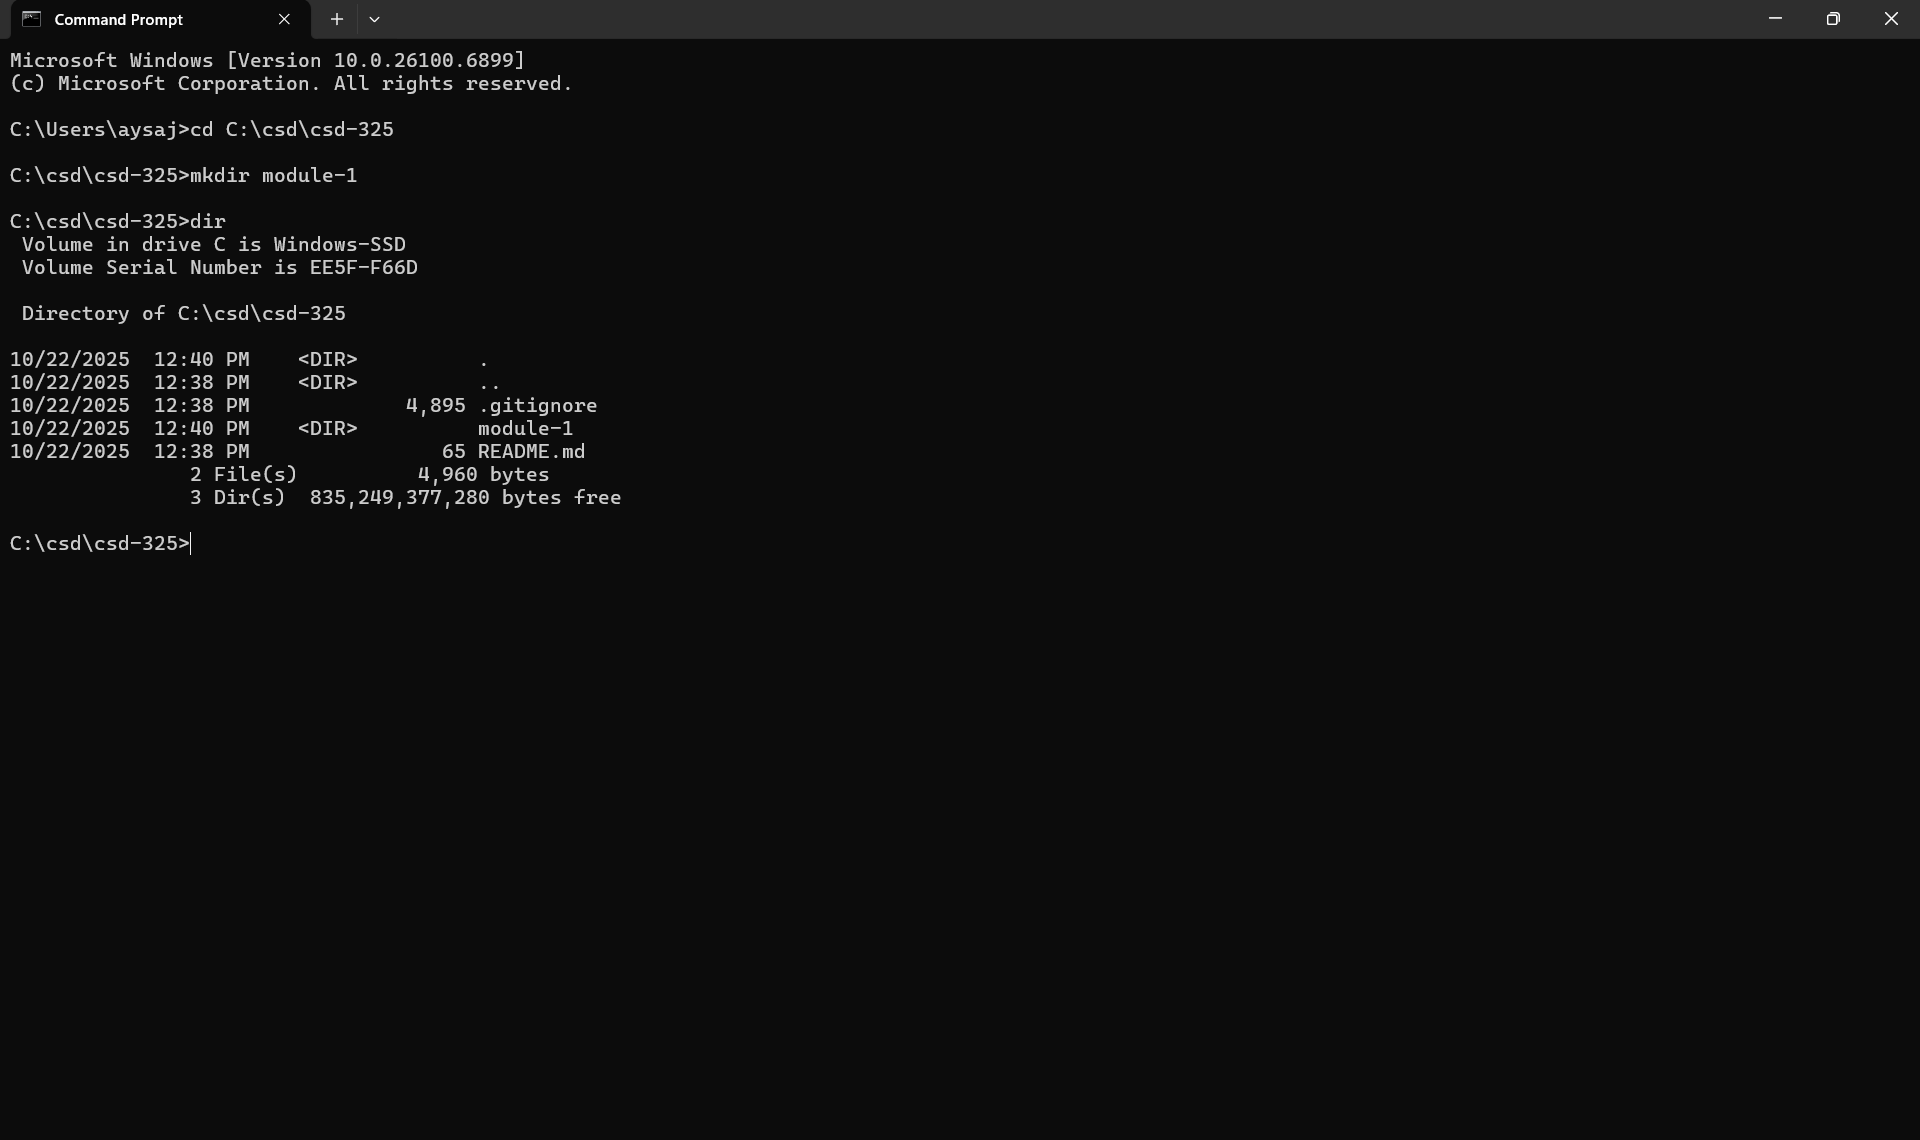 Command Prompt
Microsoft Windows [Version 10.0.26100.6899]
(c) Microsoft Corporation. All rights reserved.
C:\Users\aysaj>cd C:\csd\csd-325
C:\csd\csd-325>mkdir module-1
C:\csd\csd-325>dir
 Volume in drive C is Windows-SSD
 Volume Serial Number is EE5F-F66D
 Directory of C:\csd\csd-325
10/22/2025  12:40 PM    <DIR>          .
10/22/2025  12:38 PM    <DIR>          ..
10/22/2025  12:38 PM             4,895 .gitignore
10/22/2025  12:40 PM    <DIR>          module-1
10/22/2025  12:38 PM                65 README.md
               2 File(s)          4,960 bytes
               3 Dir(s)  835,249,377,280 bytes free
C:\csd\csd-325>